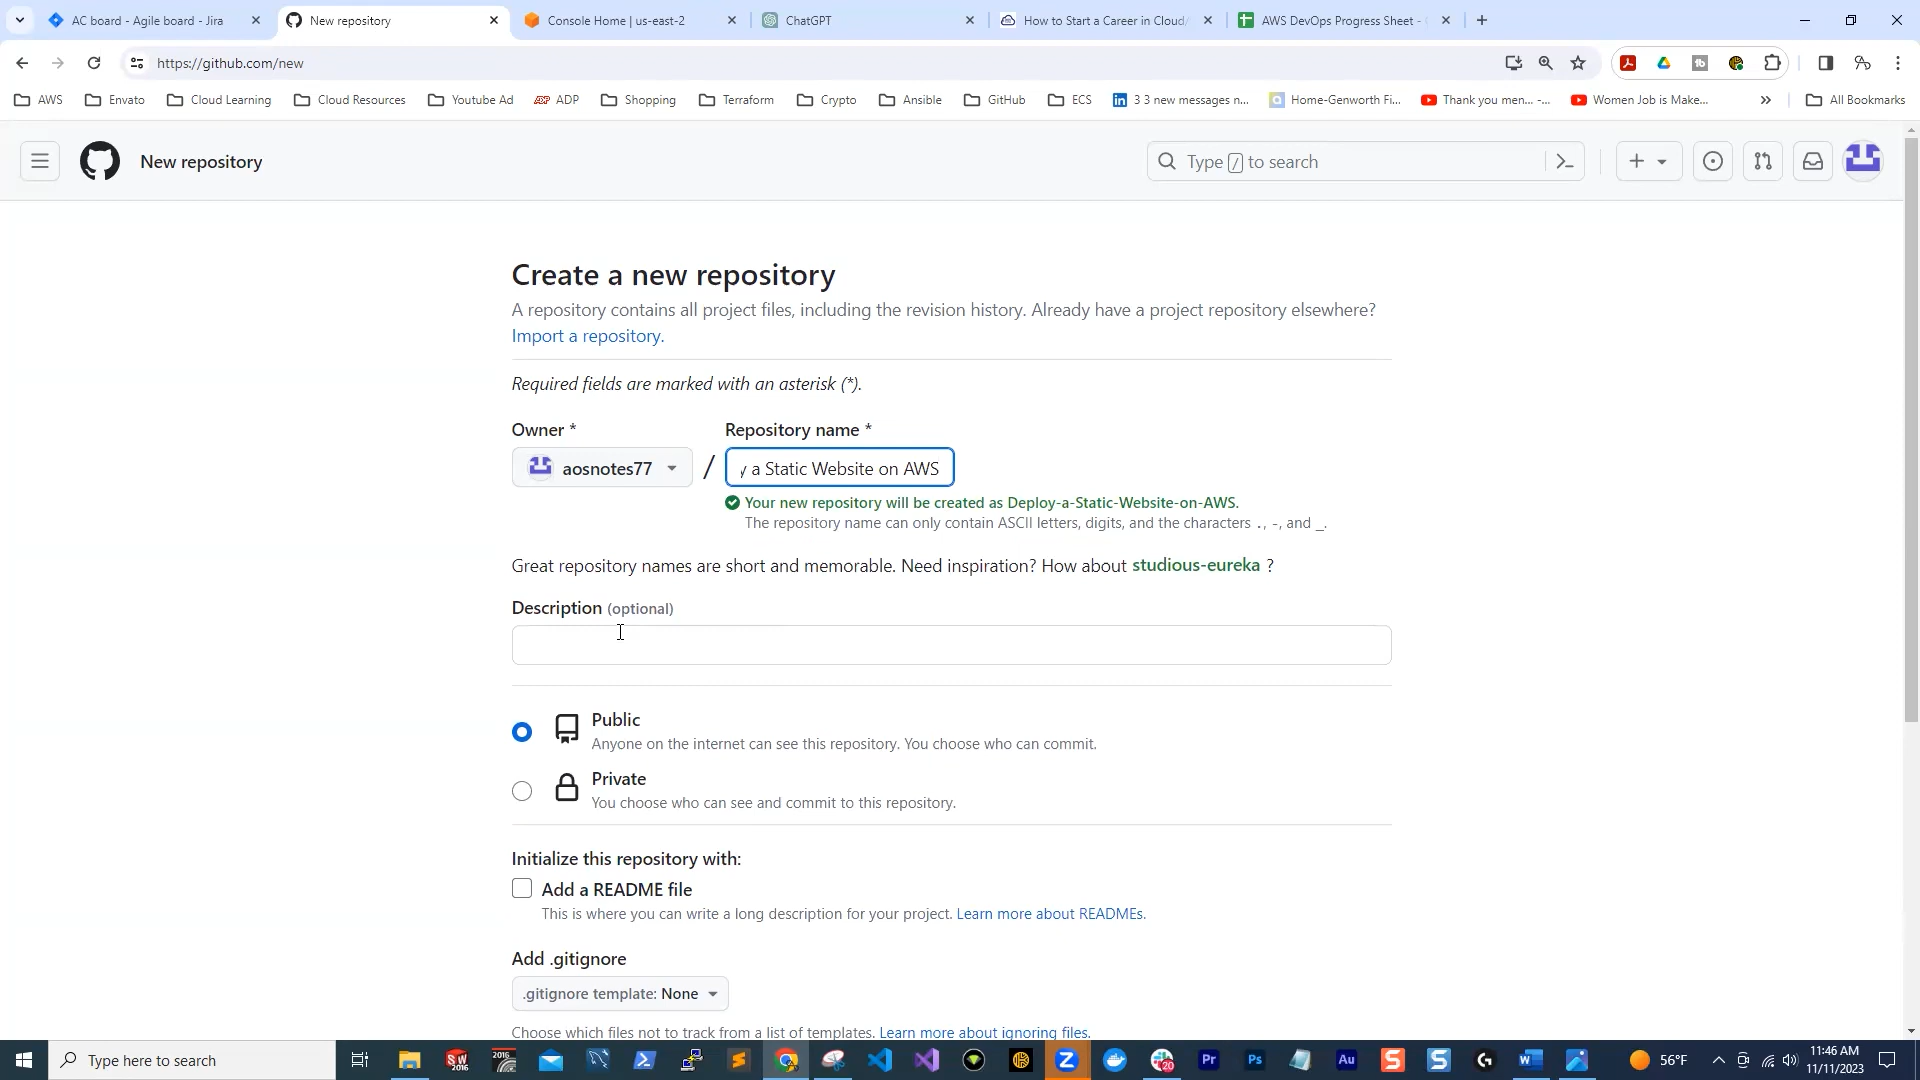 AC board - Agile board - Jira
New repository
Console Home | us-east-2
ChatGPT
How to Start a Career in Cloud/
AWS DevOps Progress Sheet -
https://github.com/new
AWS
Envato
Cloud Learning
Cloud Resources
Youtube Ad
ADP
Shopping
Terraform
Crypto
Ansible
GitHub
ECS
3 3 new messages n...
Home-Genworth Fi...
Thank you men... -...
Women Job is Make...
All Bookmarks
New repository
Type / to search
Create a new repository
A repository contains all project files, including the revision history. Already have a project repository elsewhere?
Import a repository.
Required fields are marked with an asterisk (*).
Owner *
Repository name *
aosnotes77
/
y a Static Website on AWS
Your new repository will be created as Deploy-a-Static-Website-on-AWS.
The repository name can only contain ASCII letters, digits, and the characters ., -, and _.
Great repository names are short and memorable. Need inspiration? How about studious-eureka ?
Description (optional)
Public
Anyone on the internet can see this repository. You choose who can commit.
Private
You choose who can see and commit to this repository.
Initialize this repository with:
Add a README file
This is where you can write a long description for your project. Learn more about READMEs.
Add .gitignore
.gitignore template: None
Choose which files not to track from a list of templates. Learn more about ignoring files.
Type here to search
56°F
11:46 AM
11/11/2023